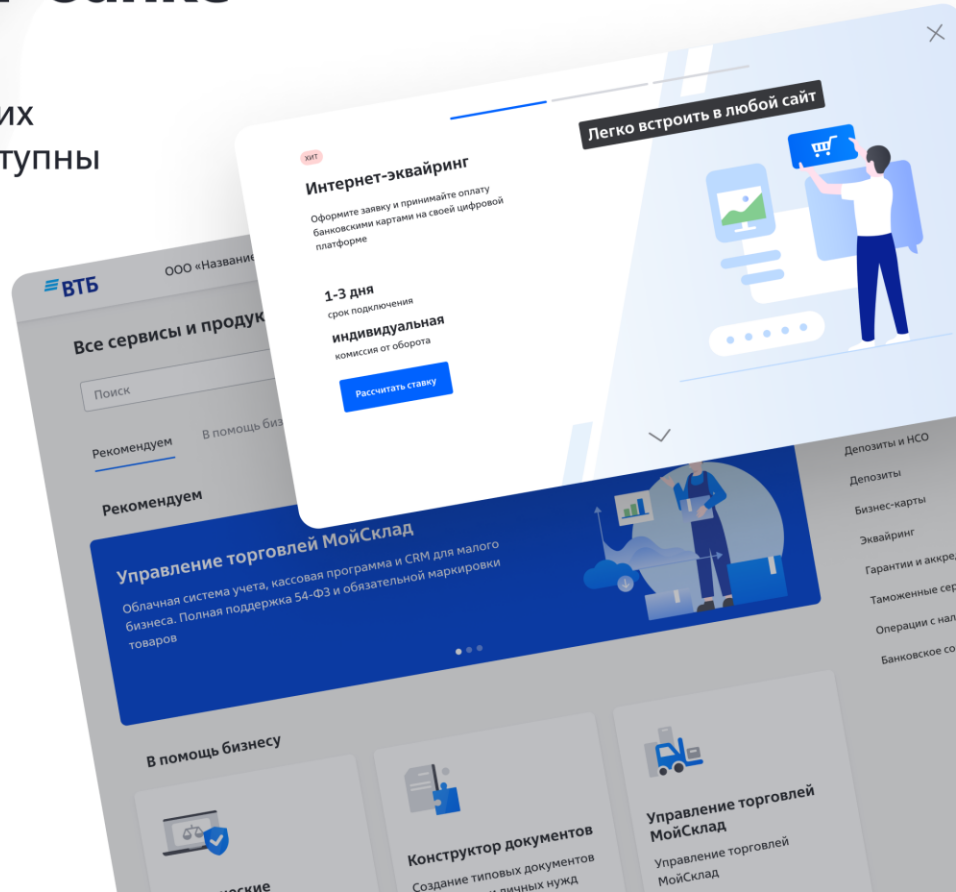 банке
их
тупны
Легко встроить в любой сайт
хит
Интернет-эквайринг
Оформите заявку и принимайте оплату
банковскими картами на своей цифровой
платформе
1-3 дня
срок подключения
индивидуальная
комиссия от оборота
Рассчитать ставку
ВТБ
ООО «Название
Все сервисы и продук
Поиск
Рекомендуем
В помощь биз
Рекомендуем
Управление торговлей МойСклад
Облачная система учета, кассовая программа и CRM для малого
бизнеса. Полная поддержка 54-ФЗ и обязательной маркировки
товаров
Депозиты и НСО
Депозиты
Бизнес-карты
Эквайринг
Гарантии и аккре
Таможенные сер
Операции с нал
Банковское со
В помощь бизнесу
ческие
Конструктор документов
Создание типовых документов
личных нужд
Управление торговлей
МойСклад
Управление торговлей
МойСклад